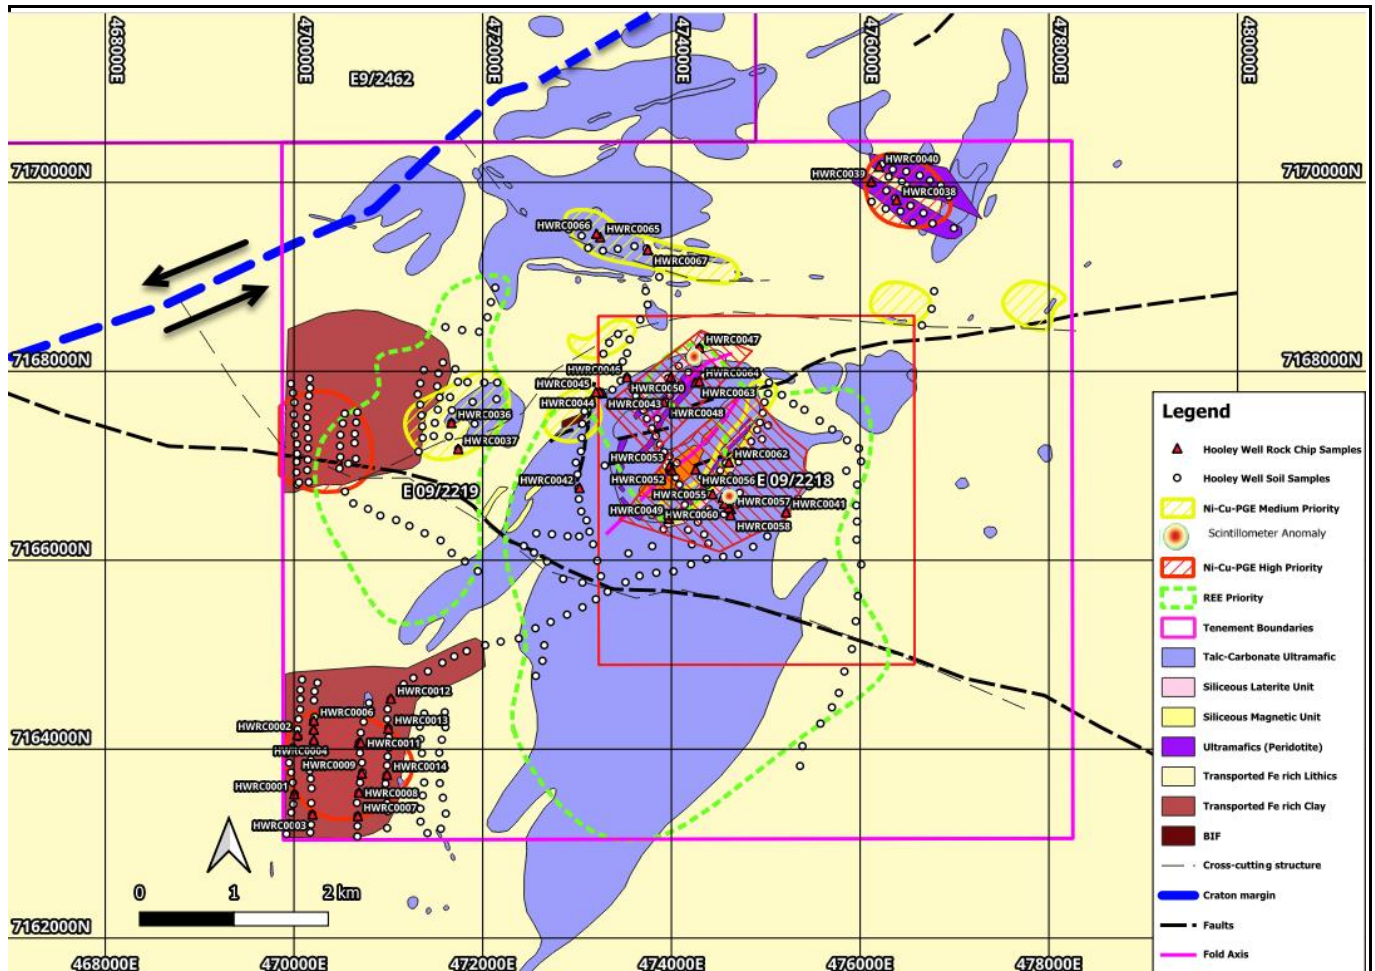 468000E
470000E
472000E
474000E
476000E
478000E
480000E
E9/2462
7170000N
7170000N
HWRC0040
HWRC0039
HWRC0038
HWRC0066
HWRC0065
HWRC0067
7168000N
7168000N
HWRC0047
HWRC0046
HWRC0064
HWRC0045
HWRC0050
HWRC0063
HWRC0044
HWRC0043
HWRC0048
HWRC0036
HWRC0037
HWRC0053
HWRC0062
HWRC0042
HWRC0052
HWRC0056
E 09/2218
E 09/2219
HWRC0055
HWRC0057
HWRC0041
HWRC0049
HWRC0060
HWRC0058
7166000N
HWRC0012
HWRC0006
HWRC0002
HWRC0013
7164000N
HWRC0004
HWRC0011
HWRC0009
HWRC0014
HWRC0001
HWRC0008
HWRC0007
HWRC0003
0 1 2 km
7162000N
468000E
470000E
472000E
474000E
476000E
478000E
Legend
Hooley Well Rock Chip Samples
Hooley Well Soil Samples
Ni-Cu-PGE Medium Priority
Scintillometer Anomaly
Ni-Cu-PGE High Priority
REE Priority
Tenement Boundaries
Talc-Carbonate Ultramafic
Siliceous Laterite Unit
Siliceous Magnetic Unit
Ultramafics (Peridotite)
Transported Fe rich Lithics
Transported Fe rich Clay
BIF
Cross-cutting structure
Craton margin
Faults
Fold Axis